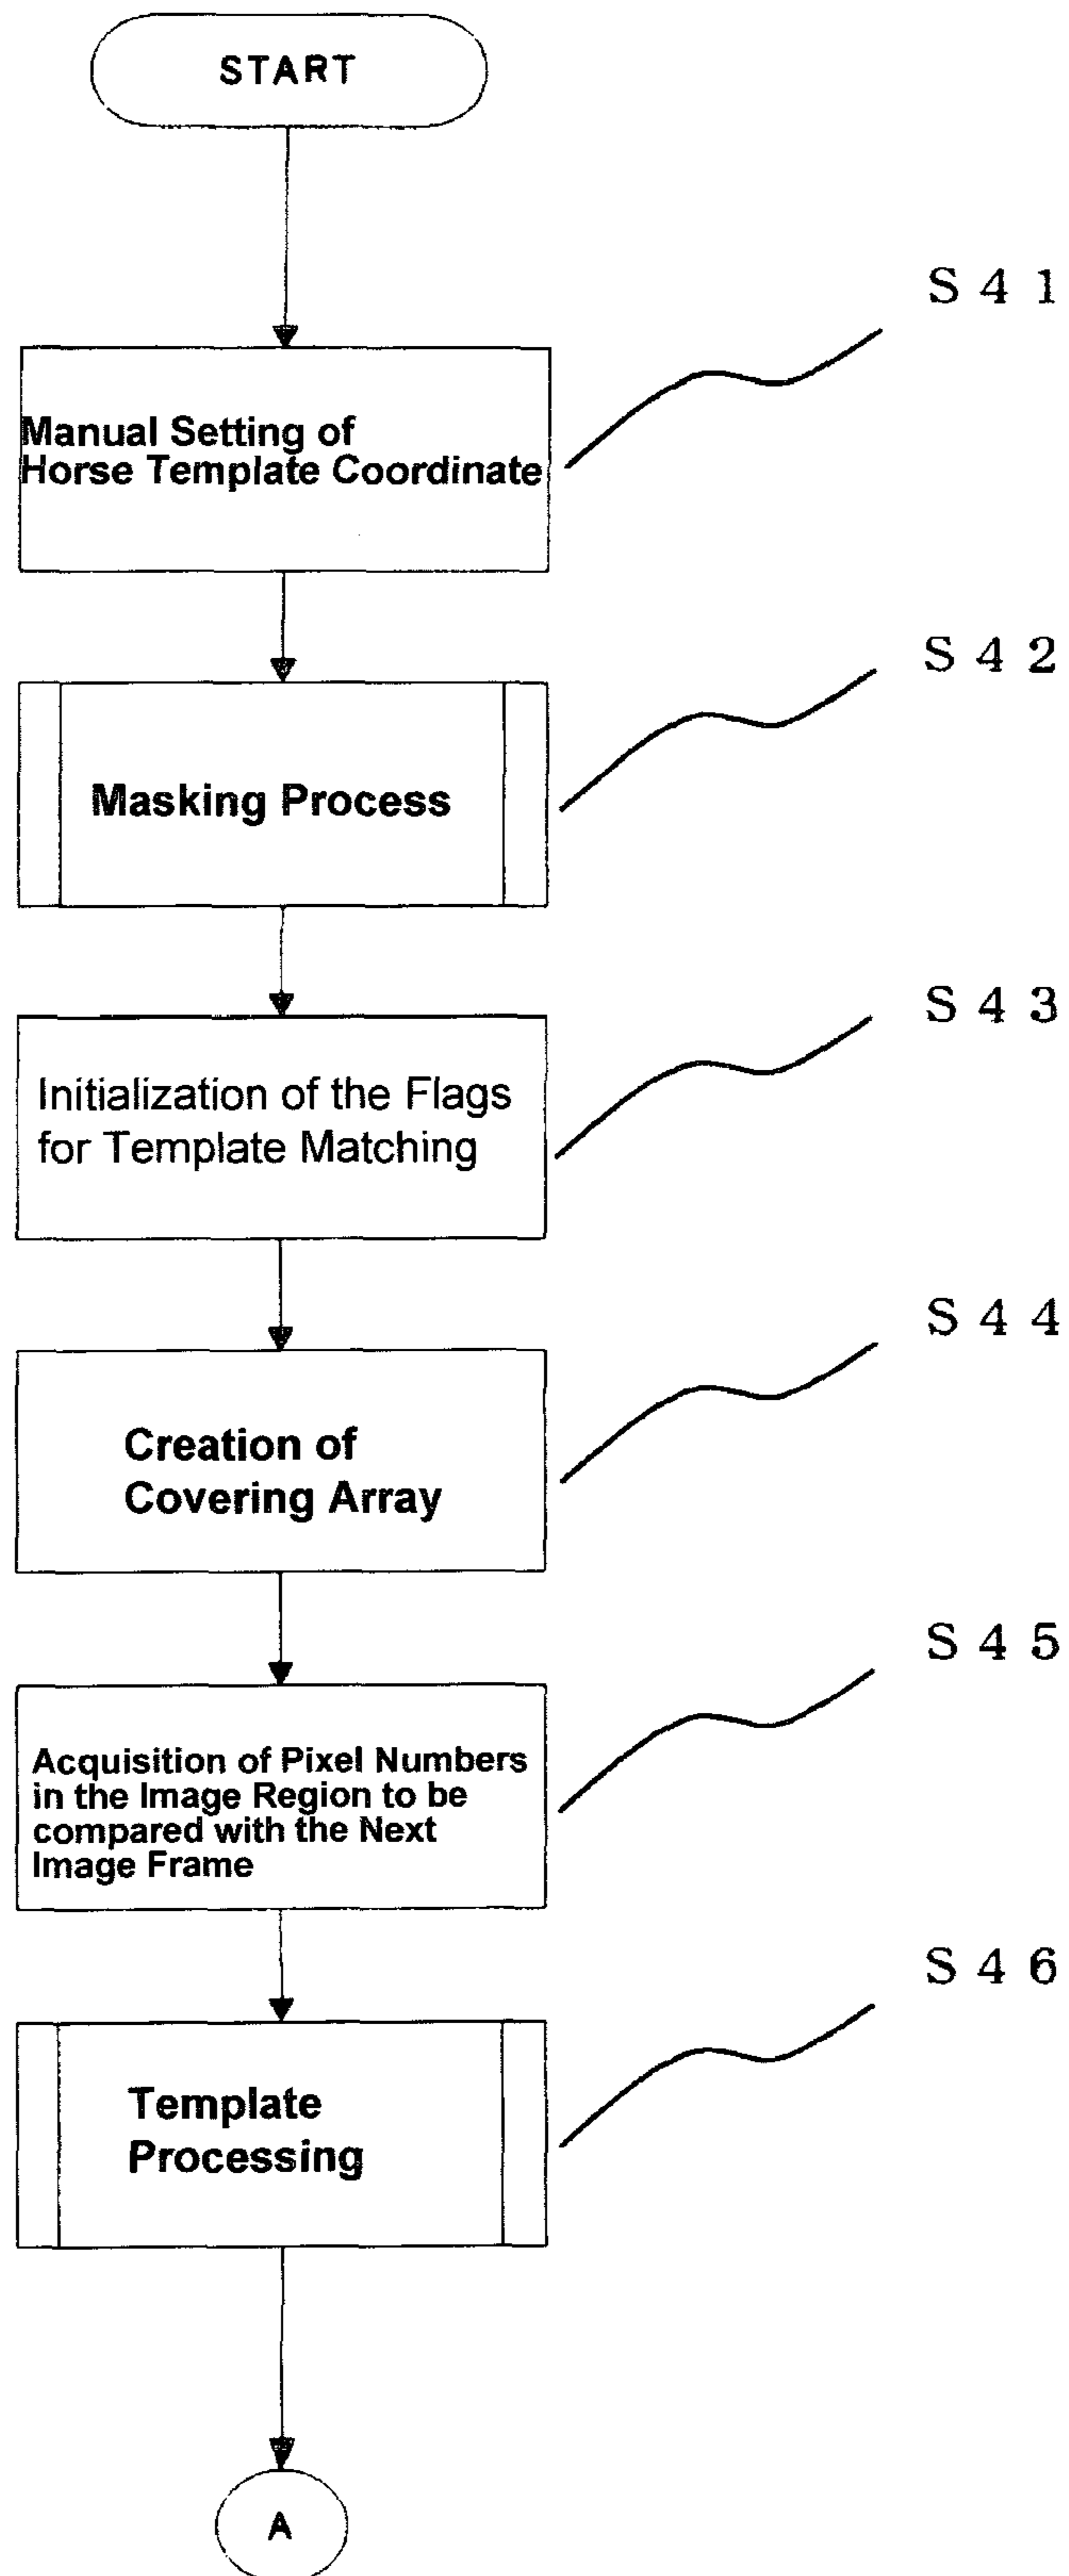 START
S 4 1
Manual Setting of
Horse Template Coordinate
S 4 2
Masking Process
S 4 3
Initialization of the Flags
for Template Matching
S 4 4
Creation of
Covering Array
S 4 5
Acquisition of Pixel Numbers
in the Image Region to be
compared with the Next
Image Frame
S 4 6
Template
Processing
A